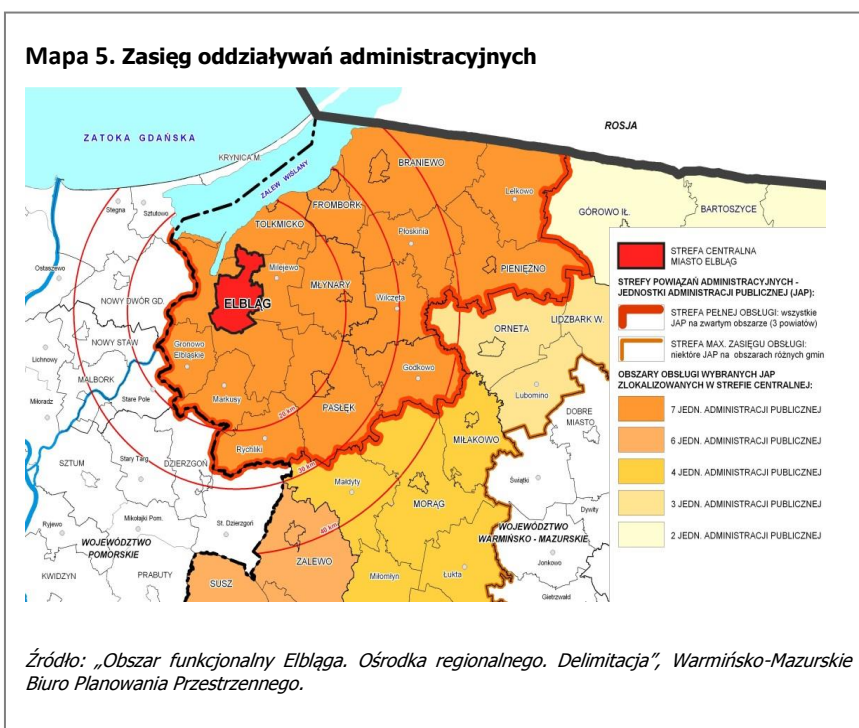 Mapa 5. Zasięg oddziaływań administracyjnych
ROSJA
ZATOKA GDAŃSKA
KRYNICA M.
ZALEW WIŚLANY
BRANIEWO
Stegna
Sztutowo
FROMBORK
Lelkowo
TOLKMICKO
GÓROWO IŁ.
BARTOSZYCE
Płoskinia
Ostaszewo
Milejewo
PIENIĘŻNO
NOWY DWÓR GD.
MŁYNARY
ELBLĄG
Wilczęta
LIDZBARK W.
ORNETA
NOWY STAW
Gronowo
Elbląskie
Lichnowy
Godkowo
MALBORK
Lubomino
Markusy
Stare Pole
Miłoradz
PASŁĘK
20 km
DOBRE
MIASTO
Rychliki
MIŁAKOWO
Stary Targ
DZIERZGOŃ
SZTUM
30 km
Świątki
Małdyty
MORĄG
Dywity
Mikołajki Pom.
Ryjewo
St. Dzierzgoń
40 km
WOJEWÓDZTWO
WARMIŃSKO - MAZURSKIE
WOJEWÓDZTWO
POMORSKIE
ZALEWO
Jonkowo
KWIDZYN
PRABUTY
SUSZ
Miłomłyn
Łukta
Gietrzwałd
STREFA CENTRALNA
MIASTO ELBLĄG
STREFY POWIĄZAŃ ADMINISTRACYJNYCH -
JEDNOSTKI ADMINISTRACJI PUBLICZNEJ (JAP):
STREFA PEŁNEJ OBSŁUGI: wszystkie
JAP na zwartym obszarze (3 powiatów)
STREFA MAX. ZASIĘGU OBSŁUGI:
niektóre JAP na obszarach różnych gmin
OBSZARY OBSŁUGI WYBRANYCH JAP
ZLOKALIZOWANYCH W STREFIE CENTRALNEJ:
7 JEDN. ADMINISTRACJI PUBLICZNEJ
6 JEDN. ADMINISTRACJI PUBLICZNEJ
4 JEDN. ADMINISTRACJI PUBLICZNEJ
3 JEDN. ADMINISTRACJI PUBLICZNEJ
2 JEDN. ADMINISTRACJI PUBLICZNEJ
Źródło: „Obszar funkcjonalny Elbląga. Ośrodka regionalnego. Delimitacja”, Warmińsko-Mazurskie
Biuro Planowania Przestrzennego.